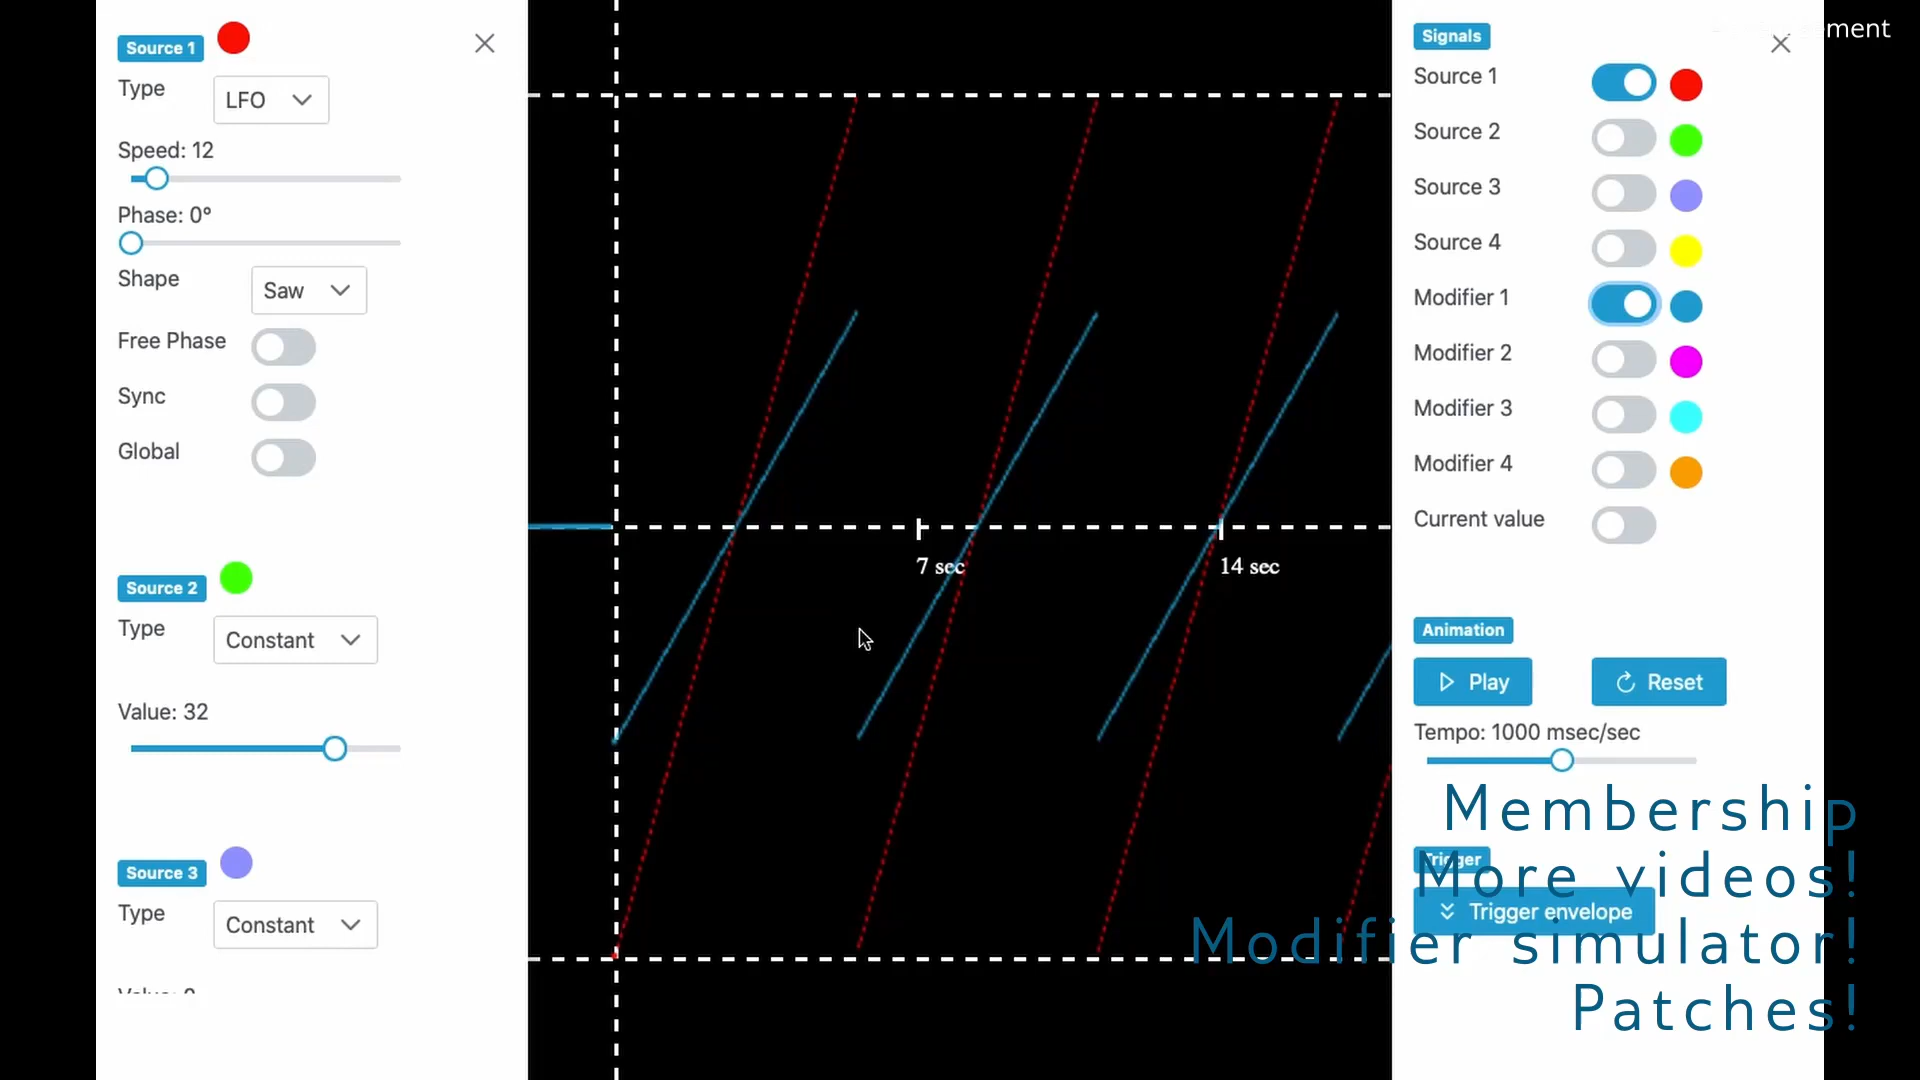 Source 1
Type
LFO
Speed: 12
Phase: 0°
Shape
Saw
Free Phase
Sync
Global
Source 2
Type
Constant
Value: 32
Source 3
Type
Constant
Value: 0
7 sec
14 sec
Signals
Source 1
Source 2
Source 3
Source 4
Modifier 1
Modifier 2
Modifier 3
Modifier 4
Current value
Animation
Play
Reset
Tempo: 1000 msec/sec
Trigger
Trigger envelope
Membership
More videos!
Modifier simulator!
Patches!